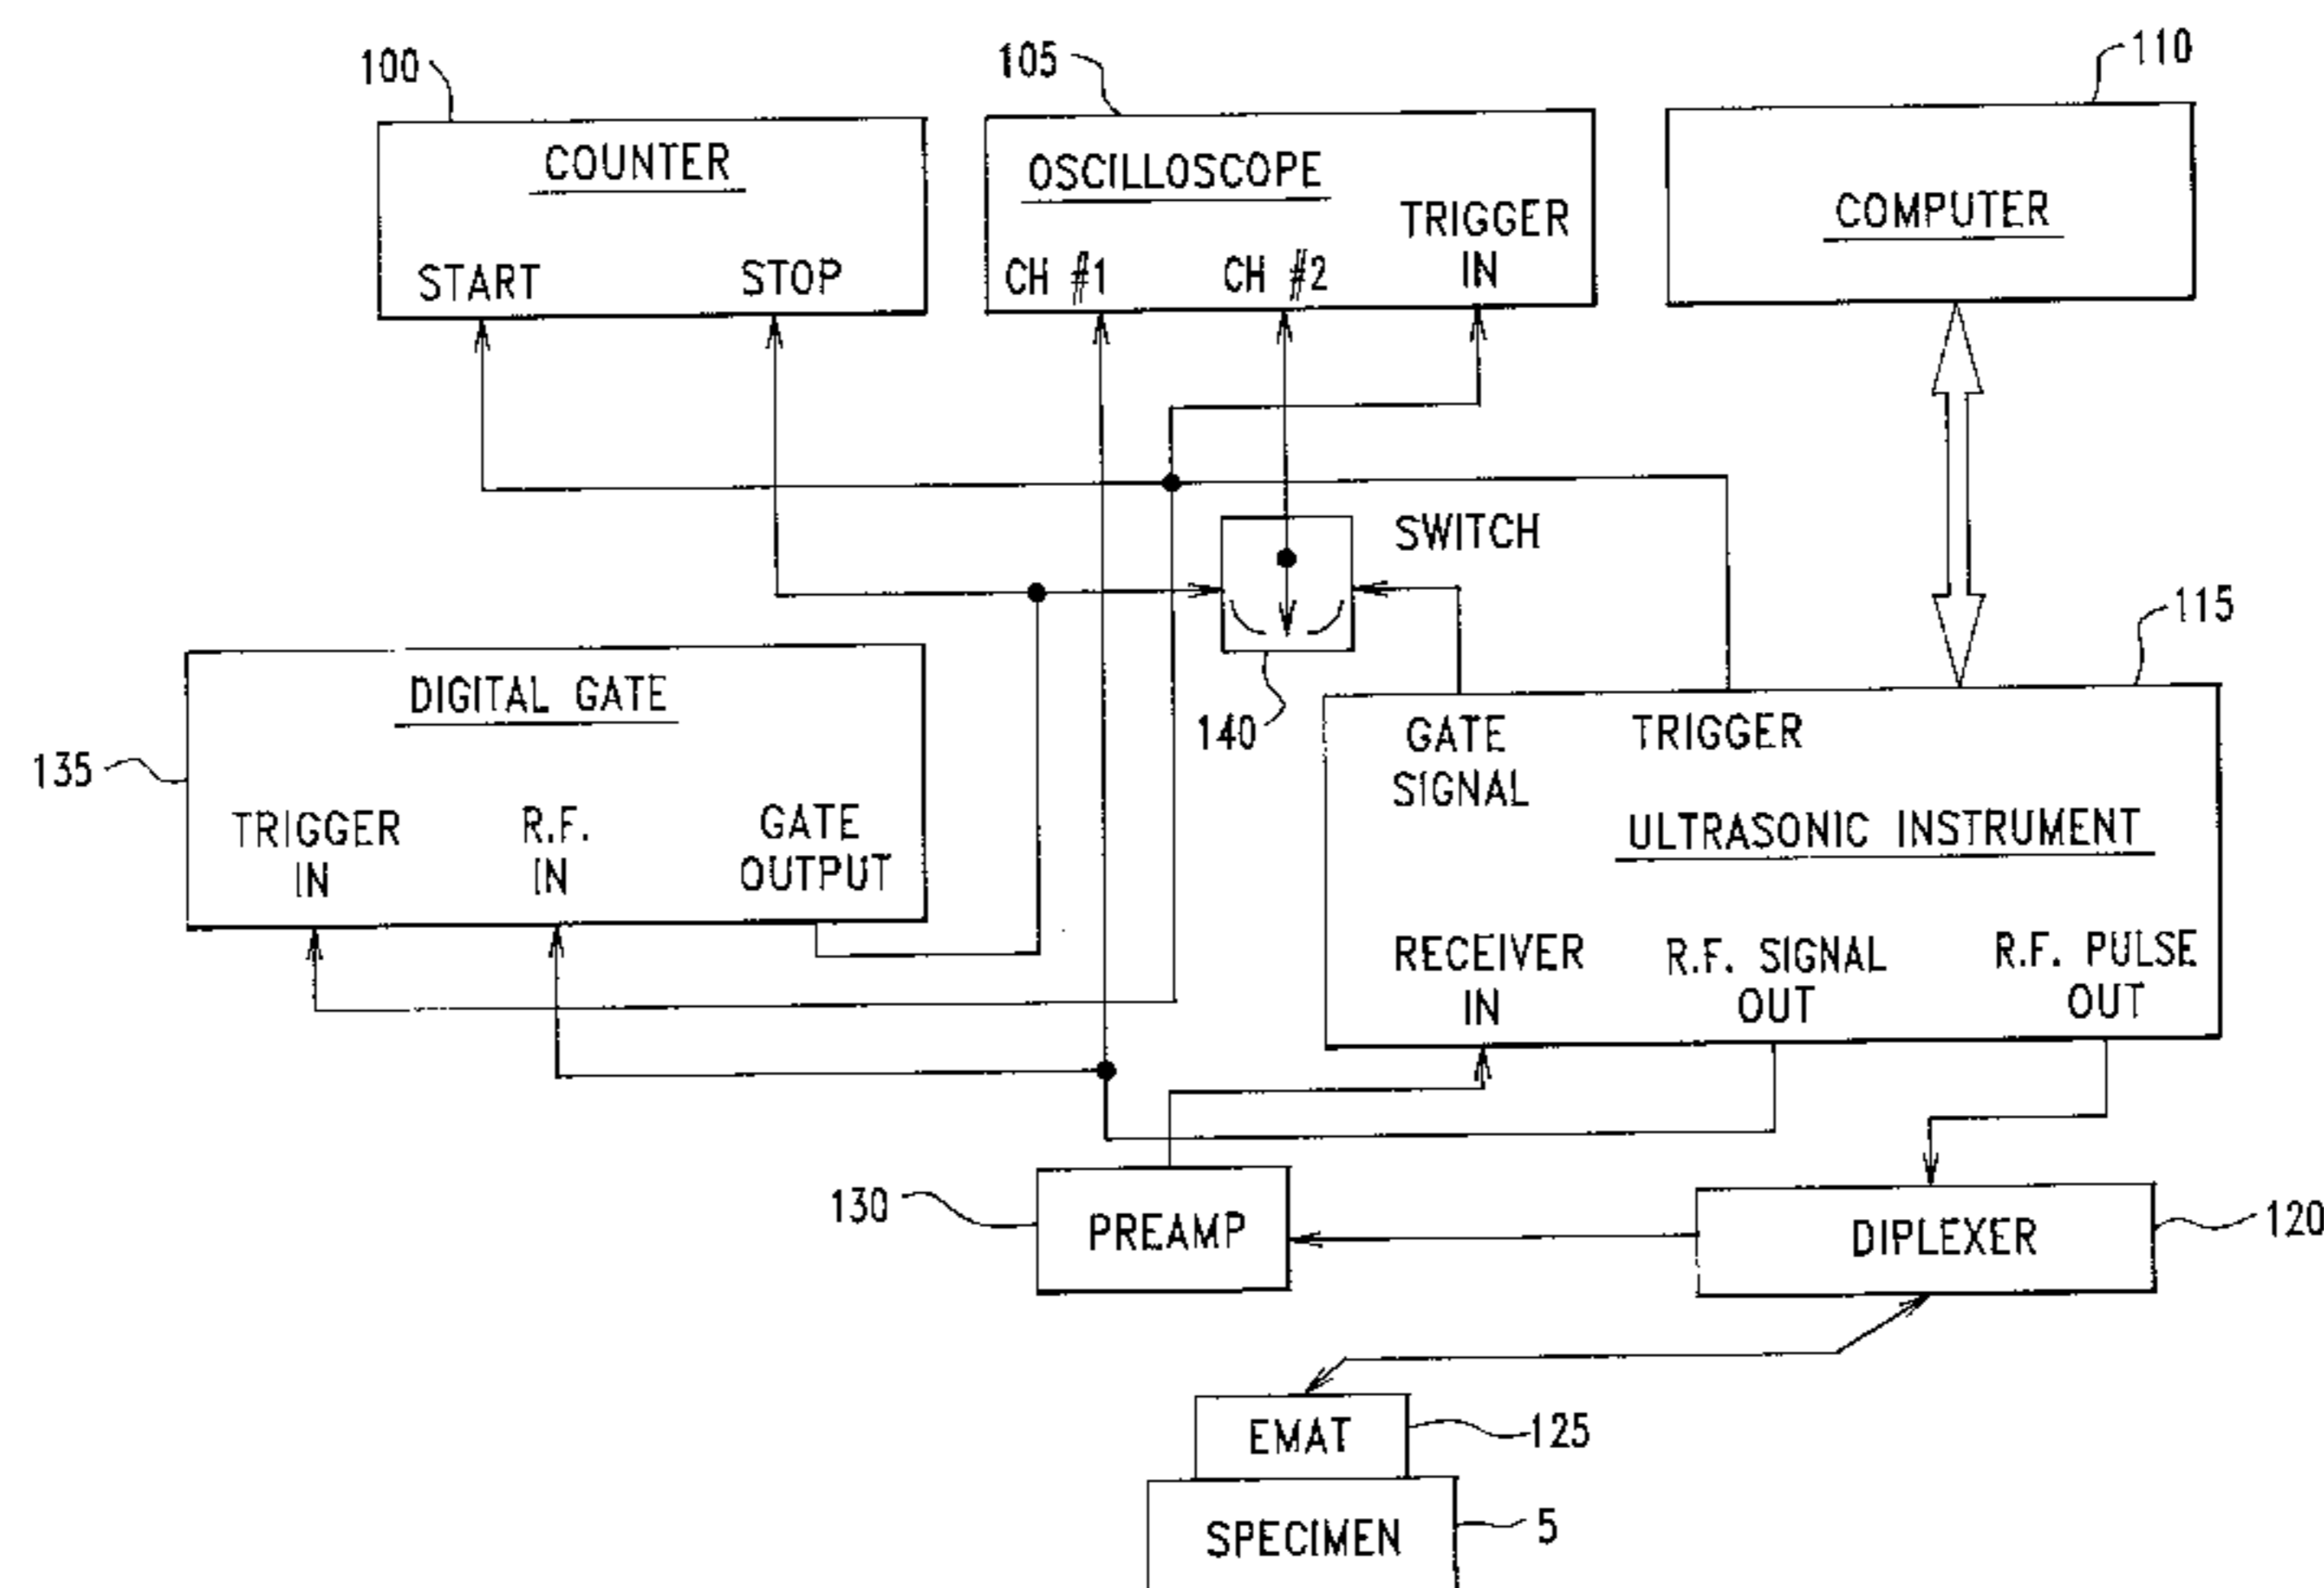 100
105
110
COUNTER
START
STOP
OSCILLOSCOPE
TRIGGER
IN
CH #1
CH #2
COMPUTER
SWITCH
140
115
135
DIGITAL GATE
TRIGGER
IN
R.F.
IN
GATE
OUTPUT
GATE
SIGNAL
TRIGGER
ULTRASONIC INSTRUMENT
RECEIVER
IN
R.F. SIGNAL
OUT
R.F. PULSE
OUT
130
PREAMP
DIPLEXER
120
EMAT
125
SPECIMEN
5